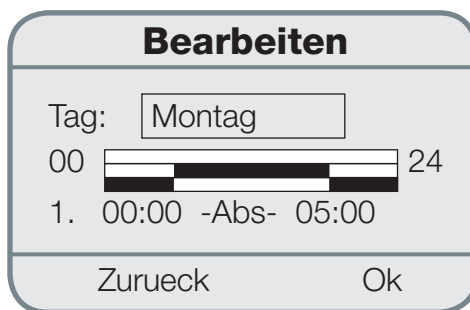 Bearbeiten
Tag: Montag
00 24
1. 00:00 -Abs- 05:00
Zurueck Ok